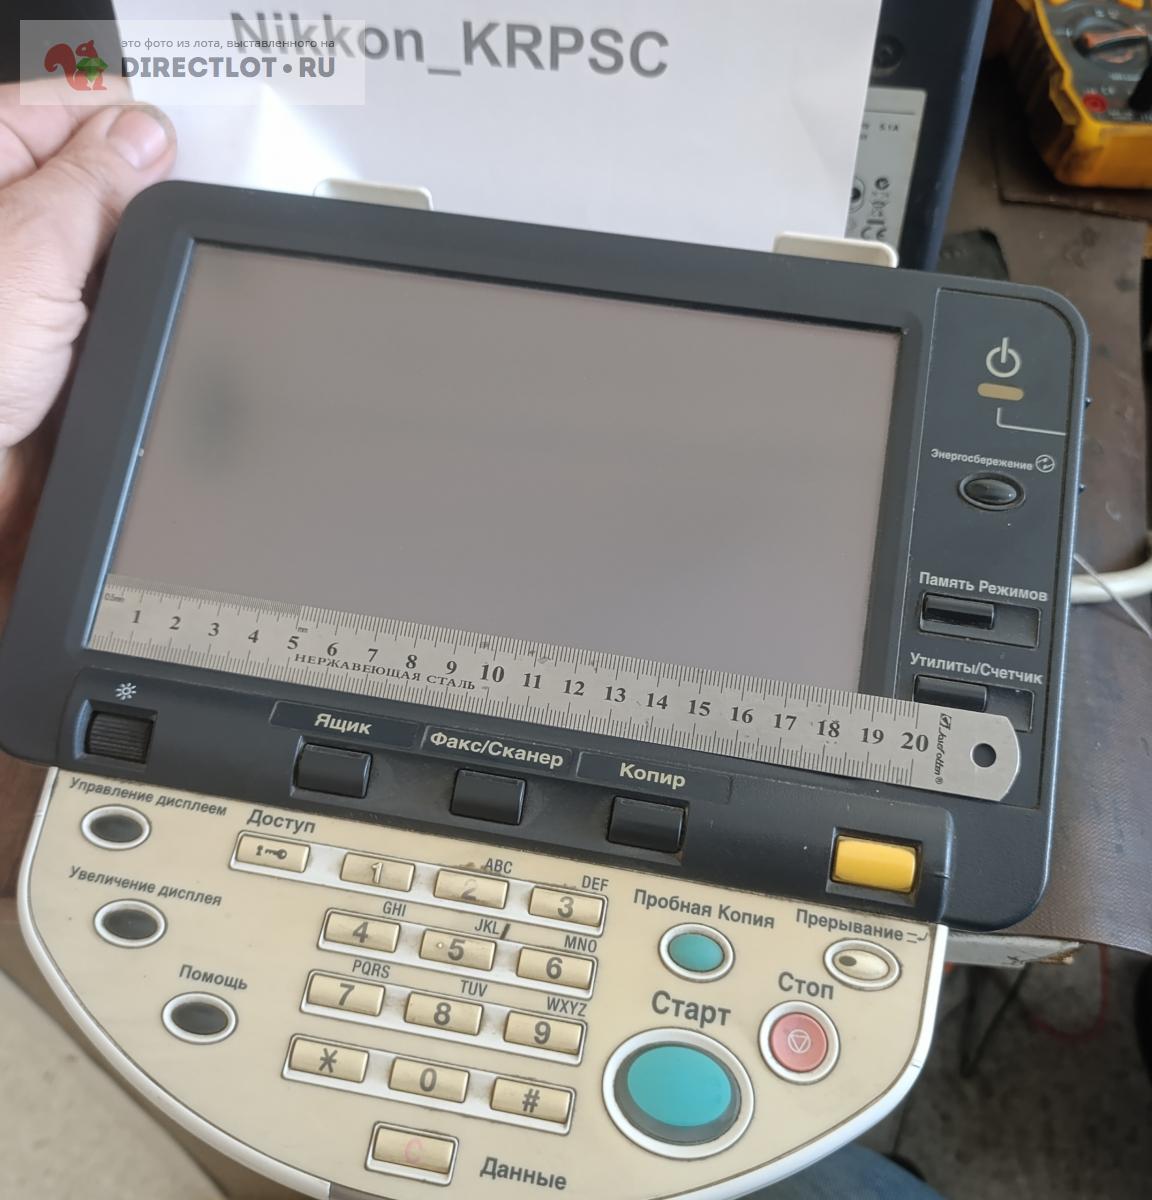 Nikkon_KRPSC
это фото из лота, выставленного на
DIRECTLOT•RU
Энергосбережение
Память Режимов
Утилиты/Счетчик
0.5mm
mm
1 2 3 4 5 6 7 8 9 10 11 12 13 14 15 16 17 18 19 20
НЕРЖАВЕЮЩАЯ СТАЛЬ
Ящик
Факс/Сканер
Копир
Управление дисплеем
Доступ
Увеличение дисплея
Помощь
1
ABC
2
DEF
3
GHI
4
JKL
5
MNO
6
PQRS
7
TUV
8
WXYZ
9
*
0
#
C
Данные
Пробная Копия
Прерывание
Стоп
Старт